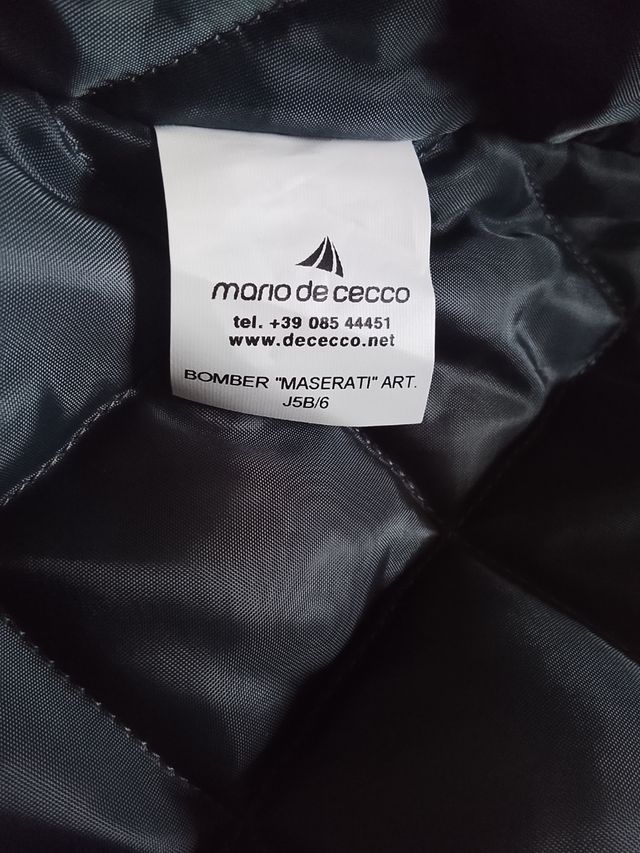 mario de cecco
tel. +39 085 44451
www.dececco.net
BOMBER "MASERATI" ART.
J5B/6